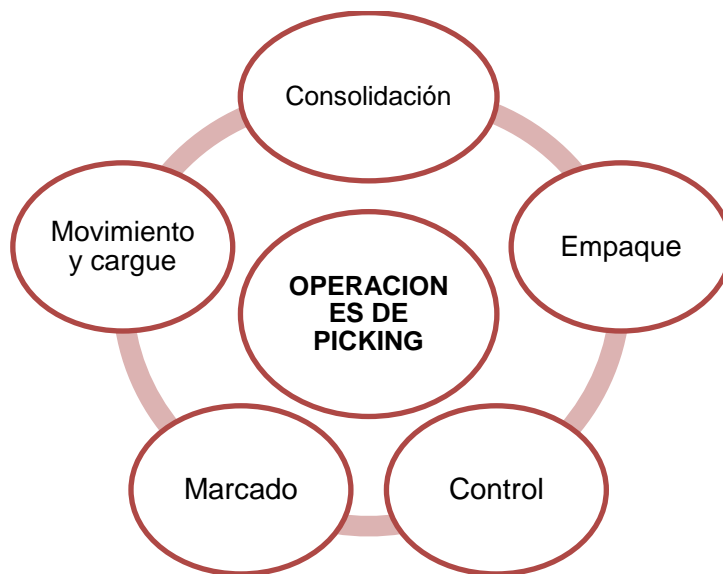 Consolidación
Empaque
Control
Marcado
Movimiento
y cargue
OPERACION
ES DE
PICKING